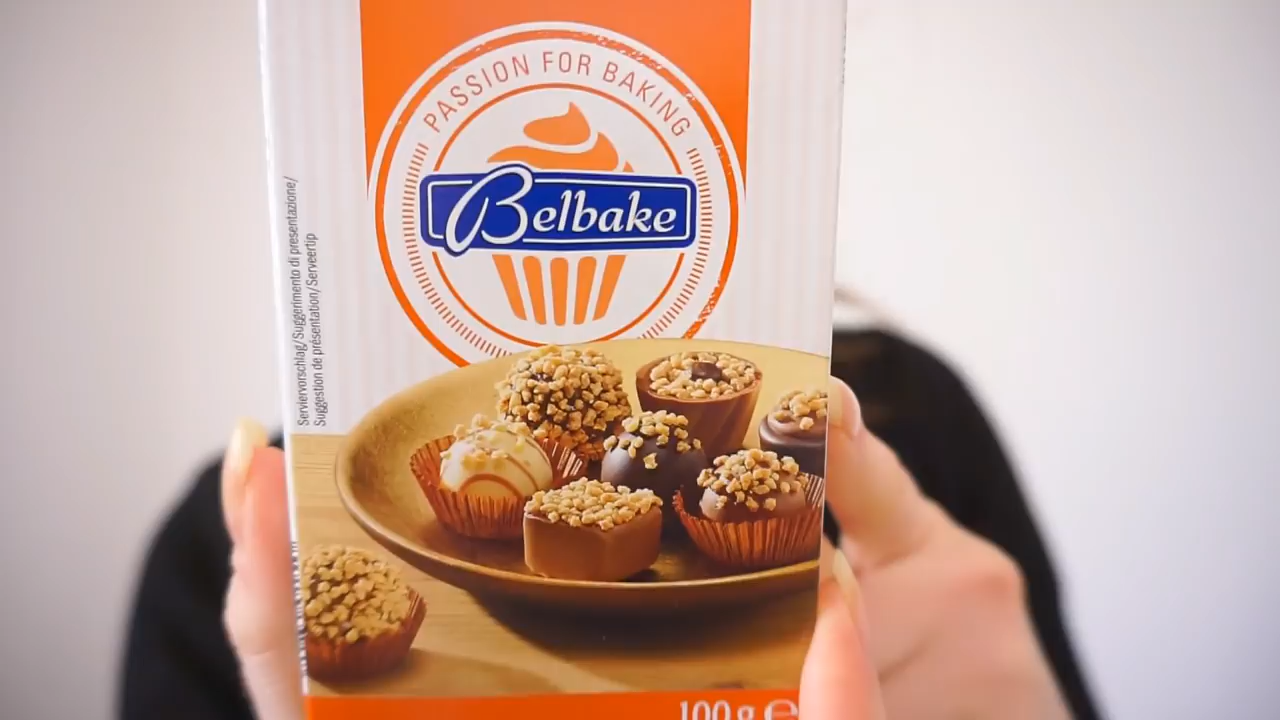 PASSION FOR BAKING
Belbake
Serviervorschlag/Suggerimento di presentazione/
Suggestion de présentation/Serveertip
100 g ℮